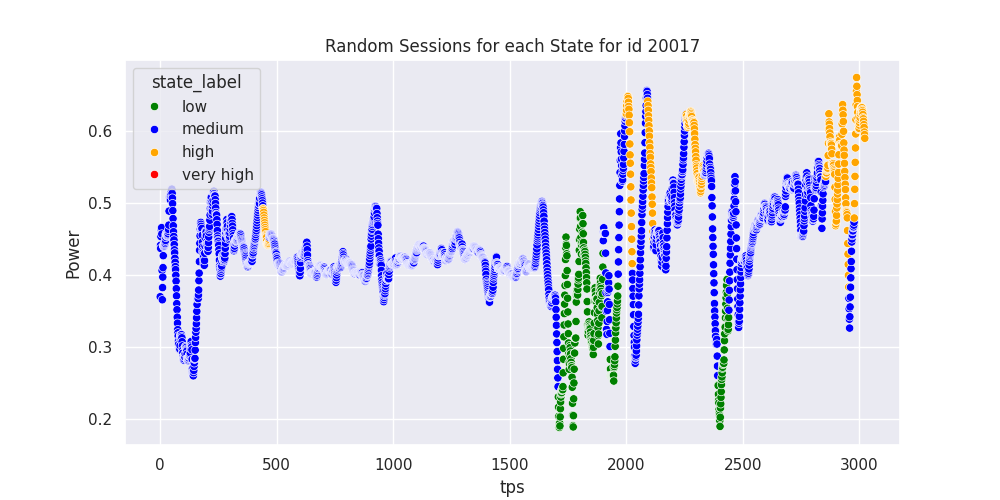 Random Sessions for each State for id 20017
state_label
low
medium
high
very high
Power
0.6
0.5
0.4
0.3
0.2
0 500 1000 1500 2000 2500 3000
tps